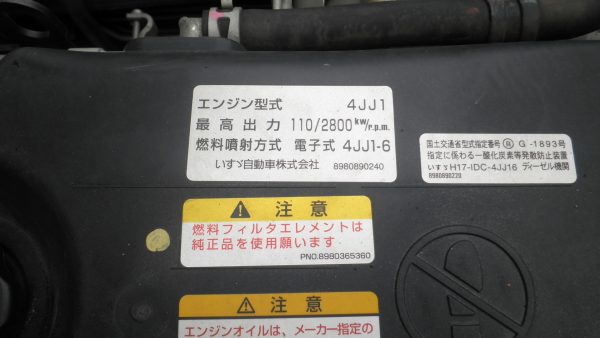 エンジン型式 4JJ1
最高出力 110/2800kW/r.p.m.
燃料噴射方式 電子式 4JJ1-6
いすゞ自動車株式会社 8980890240
国土交通省型式指定番号 G -1893号
指定に係わる一酸化炭素等発散防止装置
いすゞH17-IDC-4JJ16 ディーゼル機関
8980890220
注意
燃料フィルタエレメントは
純正品を使用願います
PNO.8980365360
注意
エンジンオイルは、メーカー指定の